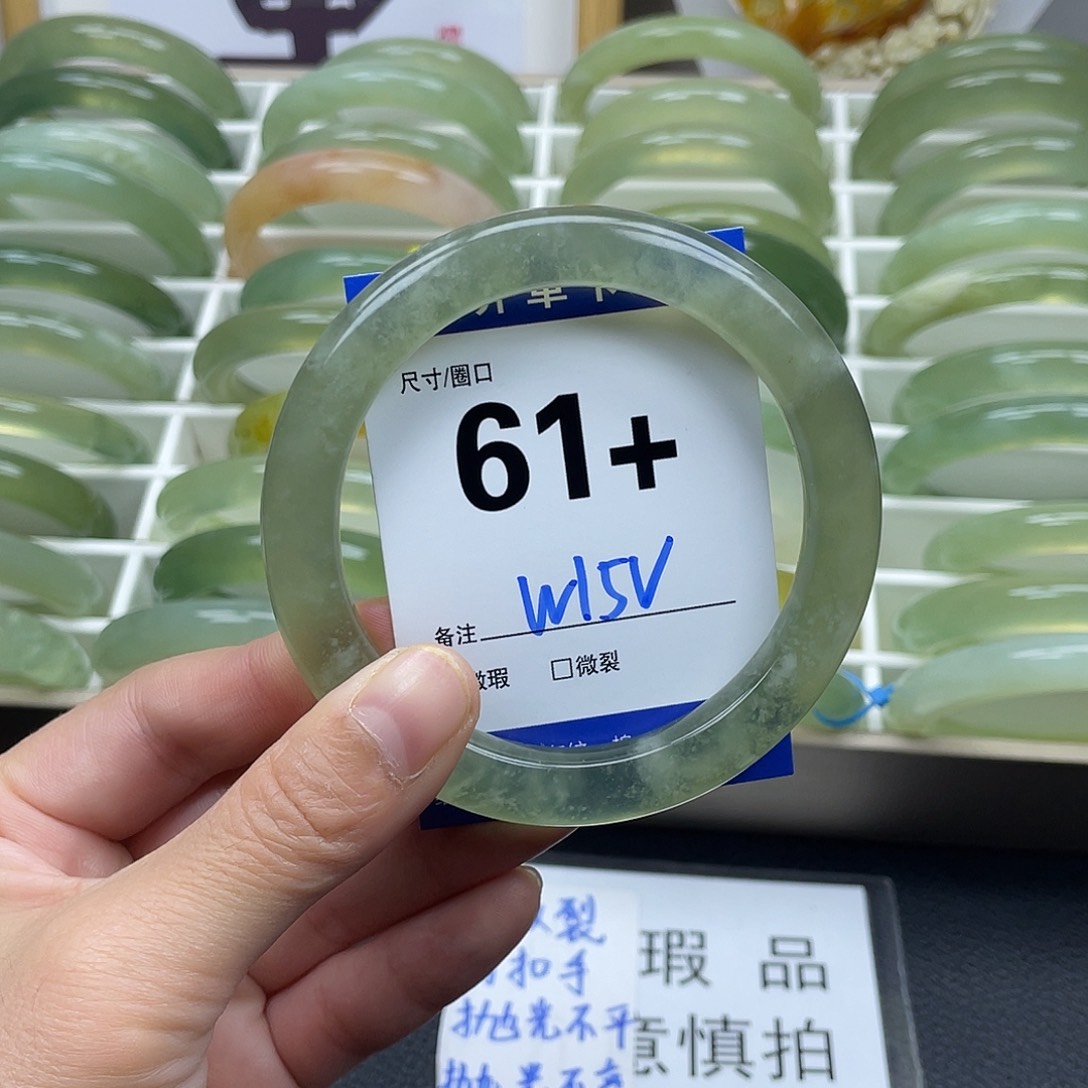 尺寸/圈口
61+
W15V
备注
微瑕 □微裂
裂
扣手
抛光不平
瑕 品
慎拍